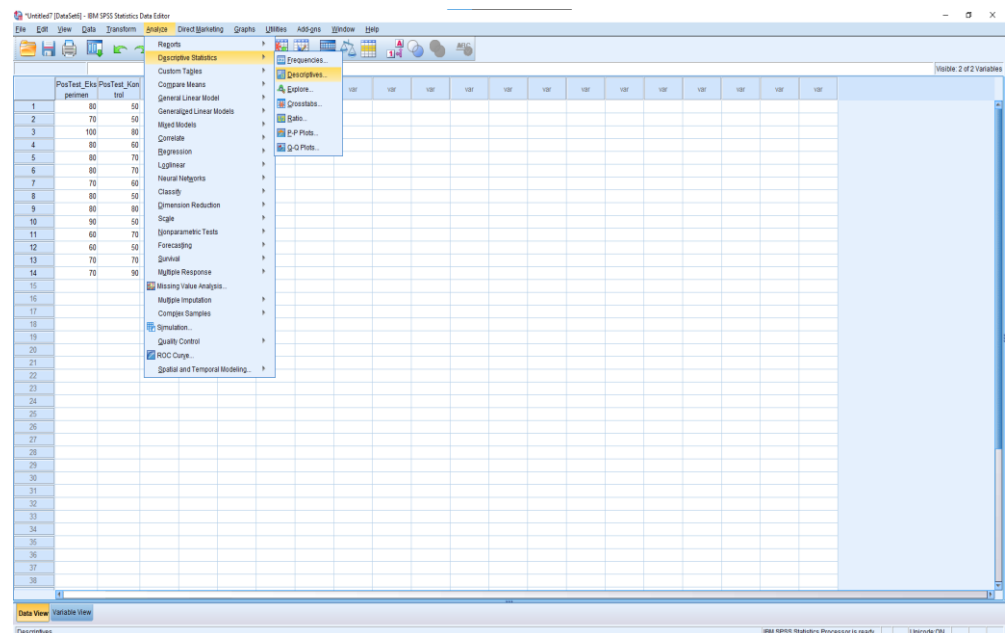 *Untitled7 [DataSet6] - IBM SPSS Statistics Data Editor
File Edit View Data Transform Analyze Direct Marketing Graphs Utilities Add-ons Window Help
Visible: 2 of 2 Variables
Reports
Descriptive Statistics
Custom Tables
Compare Means
General Linear Model
Generalized Linear Models
Mixed Models
Correlate
Regression
Loglinear
Neural Networks
Classify
Dimension Reduction
Scale
Nonparametric Tests
Forecasting
Survival
Multiple Response
Missing Value Analysis...
Multiple Imputation
Complex Samples
Simulation...
Quality Control
ROC Curve...
Spatial and Temporal Modeling...
Frequencies...
Descriptives...
Explore...
Crosstabs...
Ratio...
P-P Plots...
Q-Q Plots...
PosTest_Eks PosTest_Kon var var var var var var var var var var var var var
perimen trol
1 80 50
2 70 50
3 100 80
4 80 60
5 80 70
6 80 70
7 70 60
8 80 50
9 80 80
10 90 50
11 60 70
12 60 50
13 70 70
14 70 90
15
16
17
18
19
20
21
22
23
24
25
26
27
28
29
30
31
32
33
34
35
36
37
38
Data View Variable View
Descriptives... IBM SPSS Statistics Processor is ready Unicode:ON